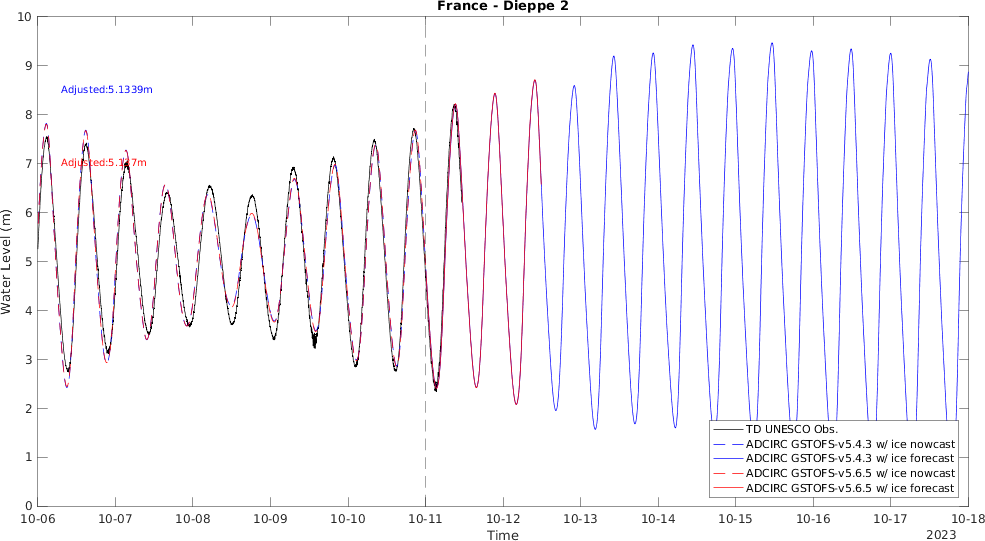 France - Dieppe 2
10
9
8
7
6
5
4
3
2
1
0
Water Level (m)
Adjusted:5.1339m
10-06
10-07
10-08
10-09
10-10
10-11
10-12
10-13
10-14
10-15
10-16
10-17
10-18
Time
2023
TD UNESCO Obs.
ADCIRC GSTOFS-v5.4.3 w/ ice nowcast
ADCIRC GSTOFS-v5.4.3 w/ ice forecast
ADCIRC GSTOFS-v5.6.5 w/ ice nowcast
ADCIRC GSTOFS-v5.6.5 w/ ice forecast